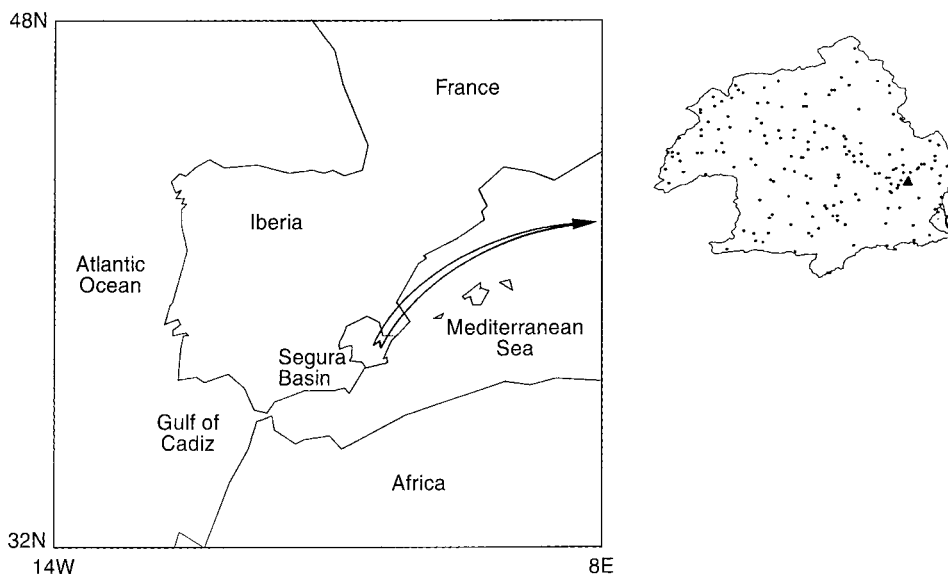 48N
France
Iberia
Atlantic
Ocean
Mediterranean
Sea
Segura
Basin
Gulf of
Cadiz
Africa
32N
14W
8E